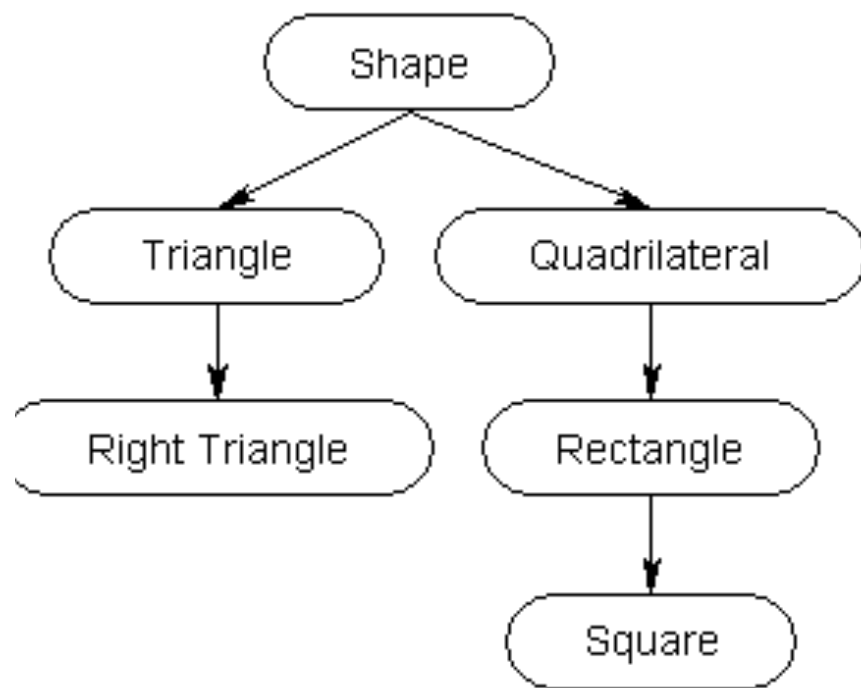 Shape
Triangle
Quadrilateral
Right Triangle
Rectangle
Square